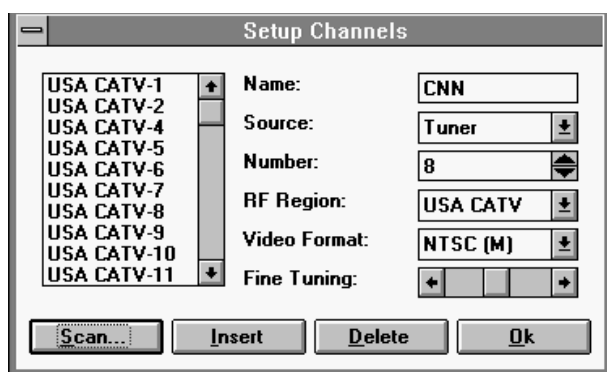 Setup Channels
USA CATV-1
USA CATV-2
USA CATV-4
USA CATV-5
USA CATV-6
USA CATV-7
USA CATV-8
USA CATV-9
USA CATV-10
USA CATV-11
Name: CNN
Source: Tuner
Number: 8
RF Region: USA CATV
Video Format: NTSC (M)
Fine Tuning:
Scan... Insert Delete Ok